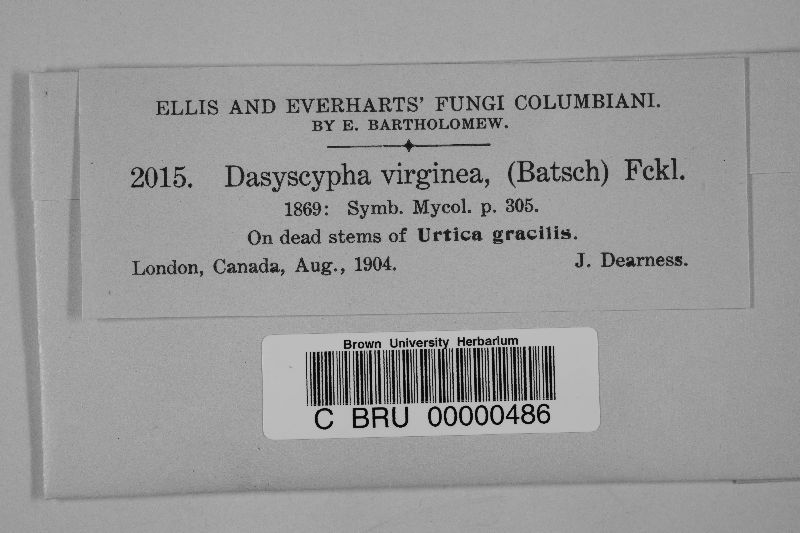 ELLIS AND EVERHARTS' FUNGI COLUMBIANI.
BY E. BARTHOLOMEW.
2015. Dasyscypha virginea, (Batsch) Fckl.
1869: Symb. Mycol. p. 305.
On dead stems of Urtica gracilis.
London, Canada, Aug., 1904. J. Dearness.
Brown University Herbarium
C BRU 00000486